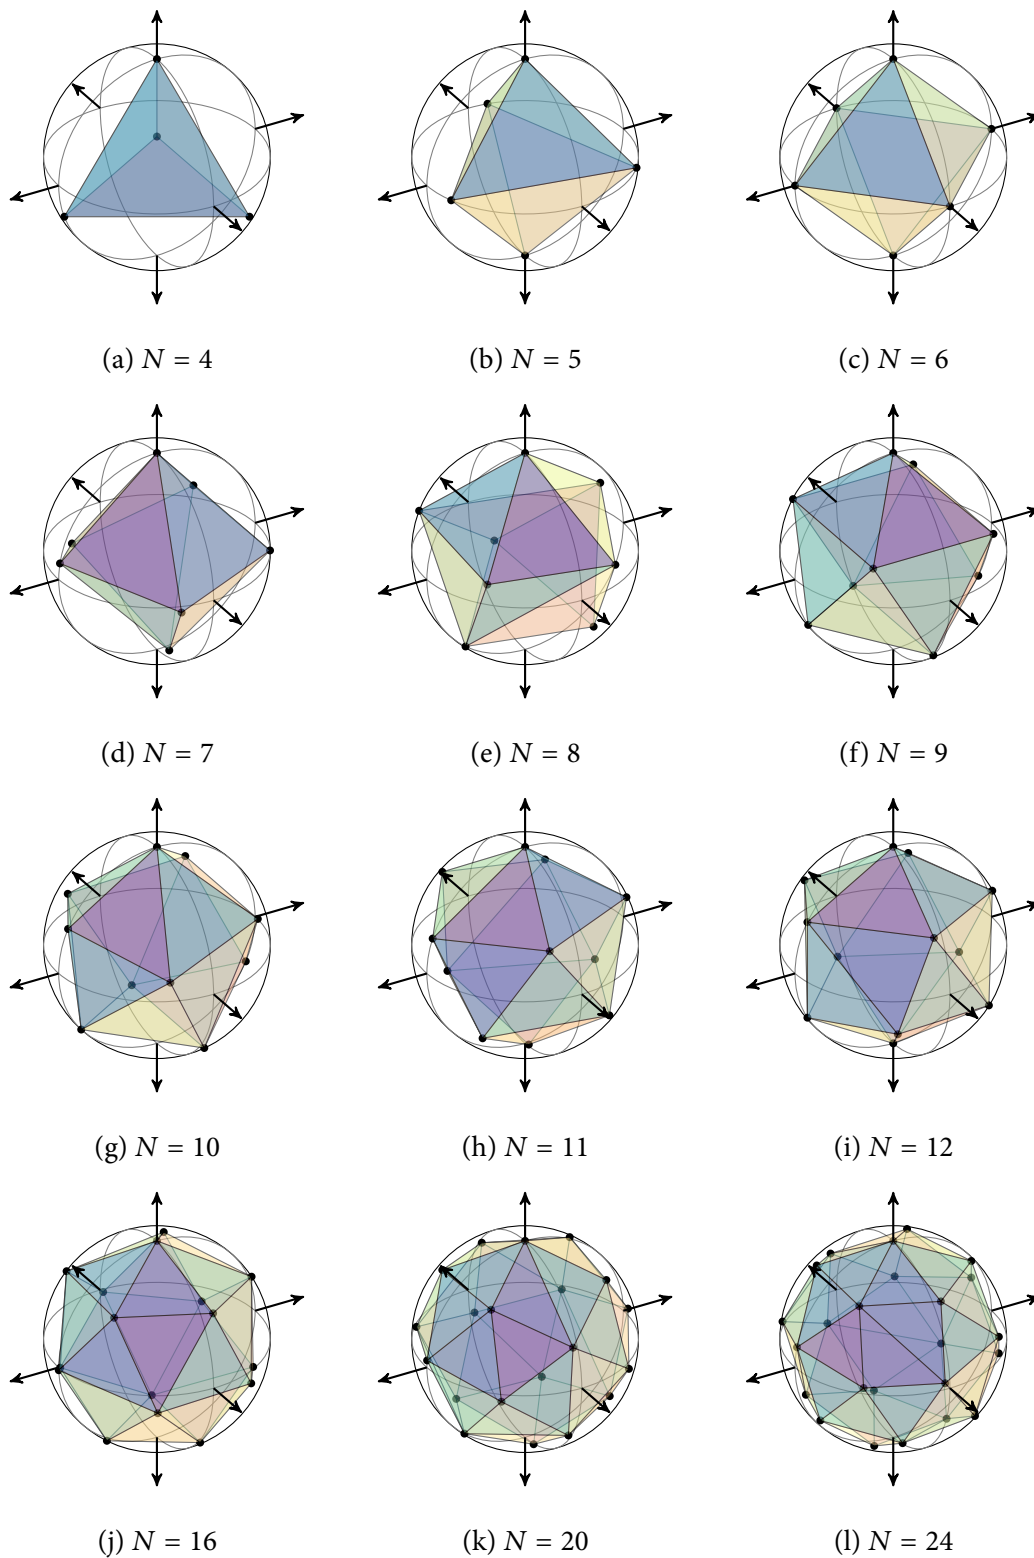 (a) N = 4
(b) N = 5
(c) N = 6
(d) N = 7
(e) N = 8
(f) N = 9
(g) N = 10
(h) N = 11
(i) N = 12
(j) N = 16
(k) N = 20
(l) N = 24